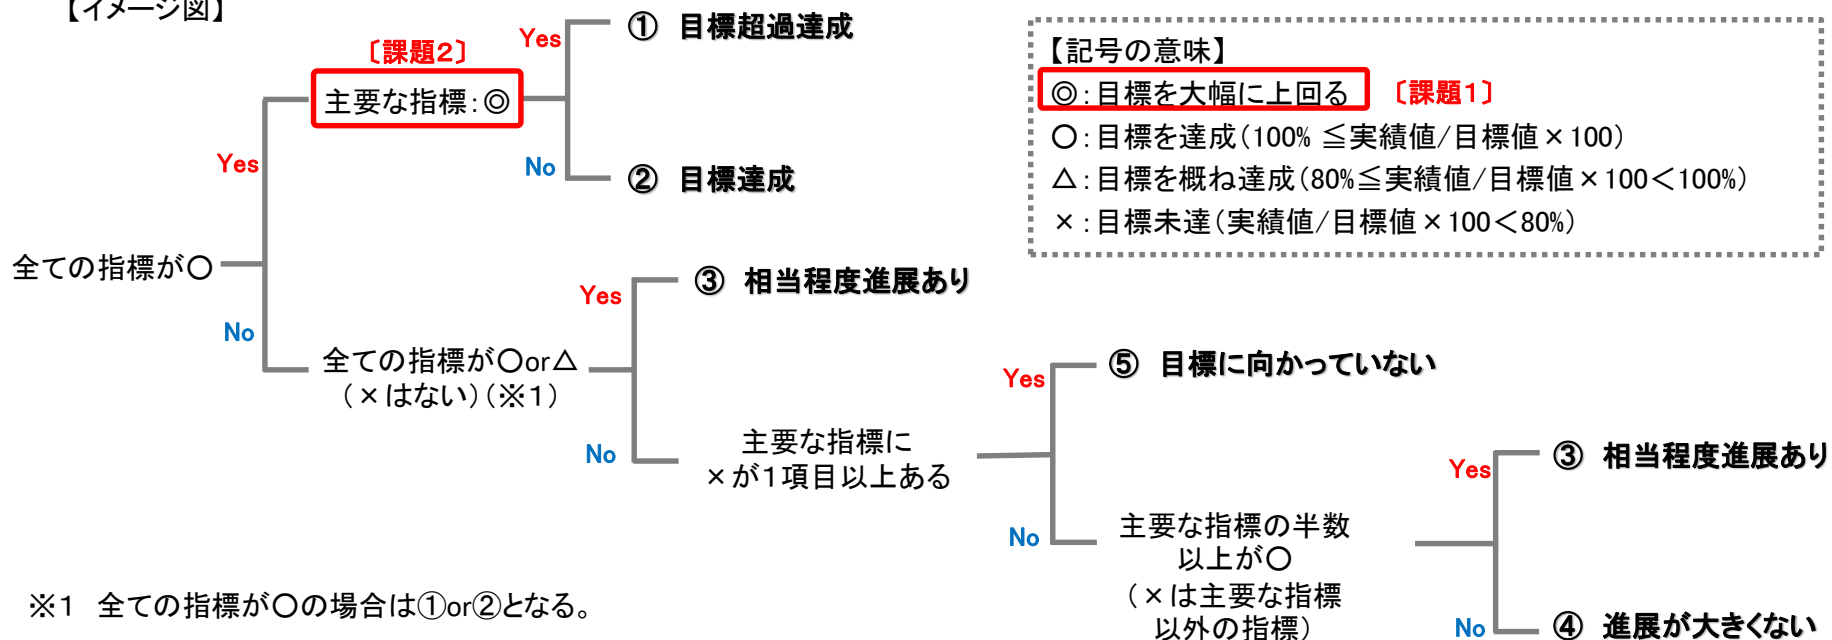 【イメージ図】
〔課題2〕
Yes
① 目標超過達成
主要な指標:◎
Yes
No
② 目標達成
【記号の意味】
◎:目標を大幅に上回る 〔課題1〕
〇:目標を達成(100% ≦実績値/目標値×100)
△:目標を概ね達成(80%≦実績値/目標値×100<100%)
×:目標未達(実績値/目標値×100<80%)
全ての指標が〇
No
Yes
③ 相当程度進展あり
全ての指標が〇or△
(×はない)(※1)
No
主要な指標に
×が1項目以上ある
Yes
⑤ 目標に向かっていない
No
主要な指標の半数
以上が〇
(×は主要な指標
以外の指標)
Yes
③ 相当程度進展あり
No
④ 進展が大きくない
※1 全ての指標が〇の場合は①or②となる。